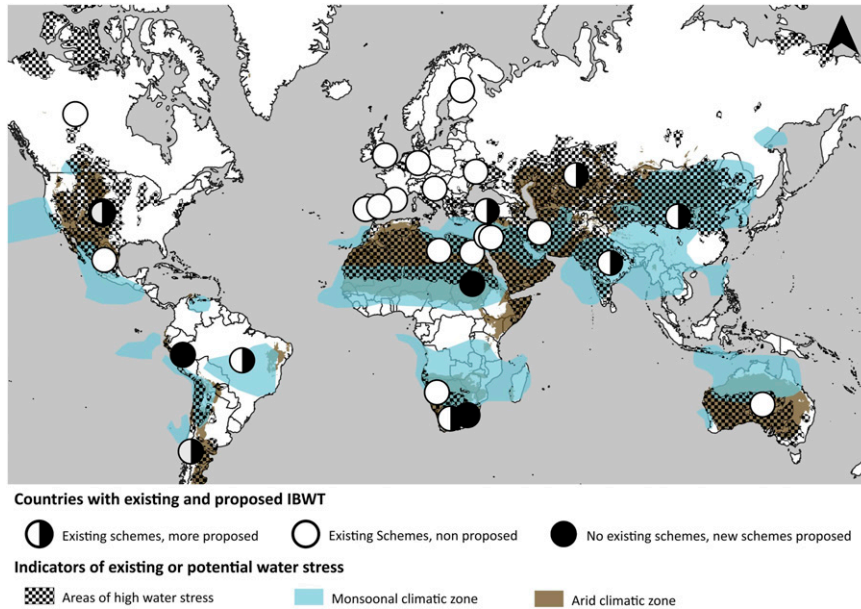 Countries with existing and proposed IBWT
Existing schemes, more proposed
Existing Schemes, non proposed
No existing schemes, new schemes proposed
Indicators of existing or potential water stress
Areas of high water stress
Monsoonal climatic zone
Arid climatic zone